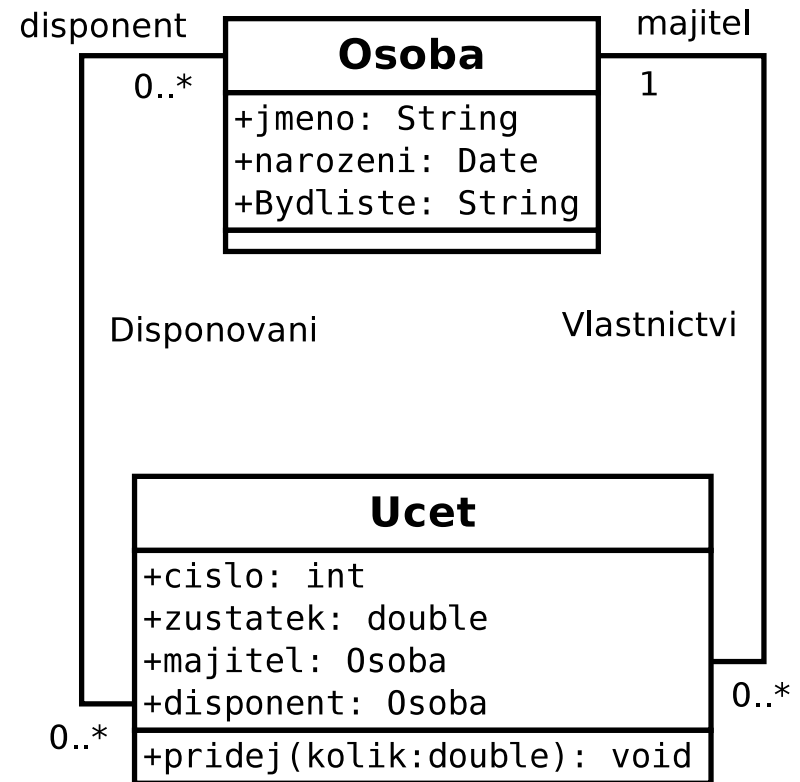 disponent
majitel
Osoba
0..*
1
+jmeno: String
+narozeni: Date
+Bydliste: String
Disponovani
Vlastnictvi
Ucet
+cislo: int
+zustatek: double
+majitel: Osoba
+disponent: Osoba
0..*
0..*
+pridej(kolik:double): void